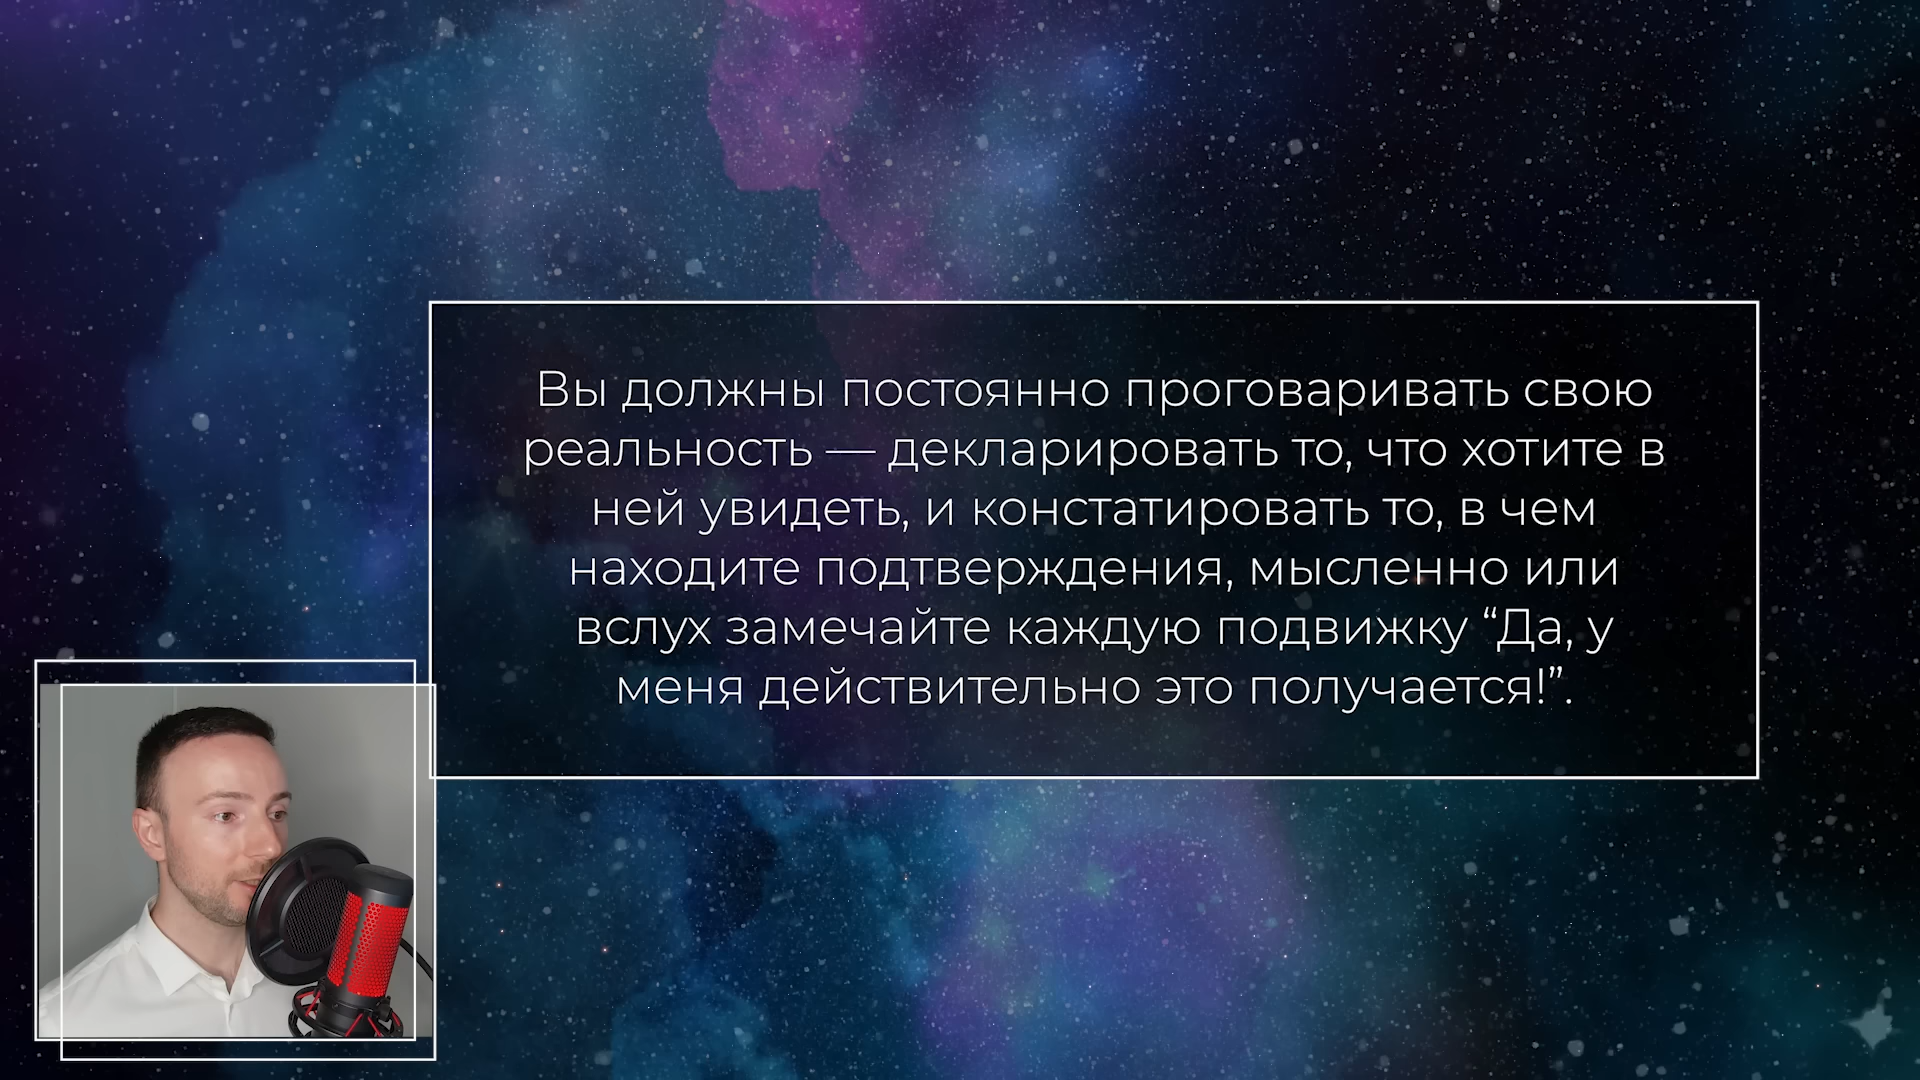 Вы должны постоянно проговаривать свою
реальность — декларировать то, что хотите в
ней увидеть, и констатировать то, в чем
находите подтверждения, мысленно или
вслух замечайте каждую подвижку “Да, у
меня действительно это получается!”.